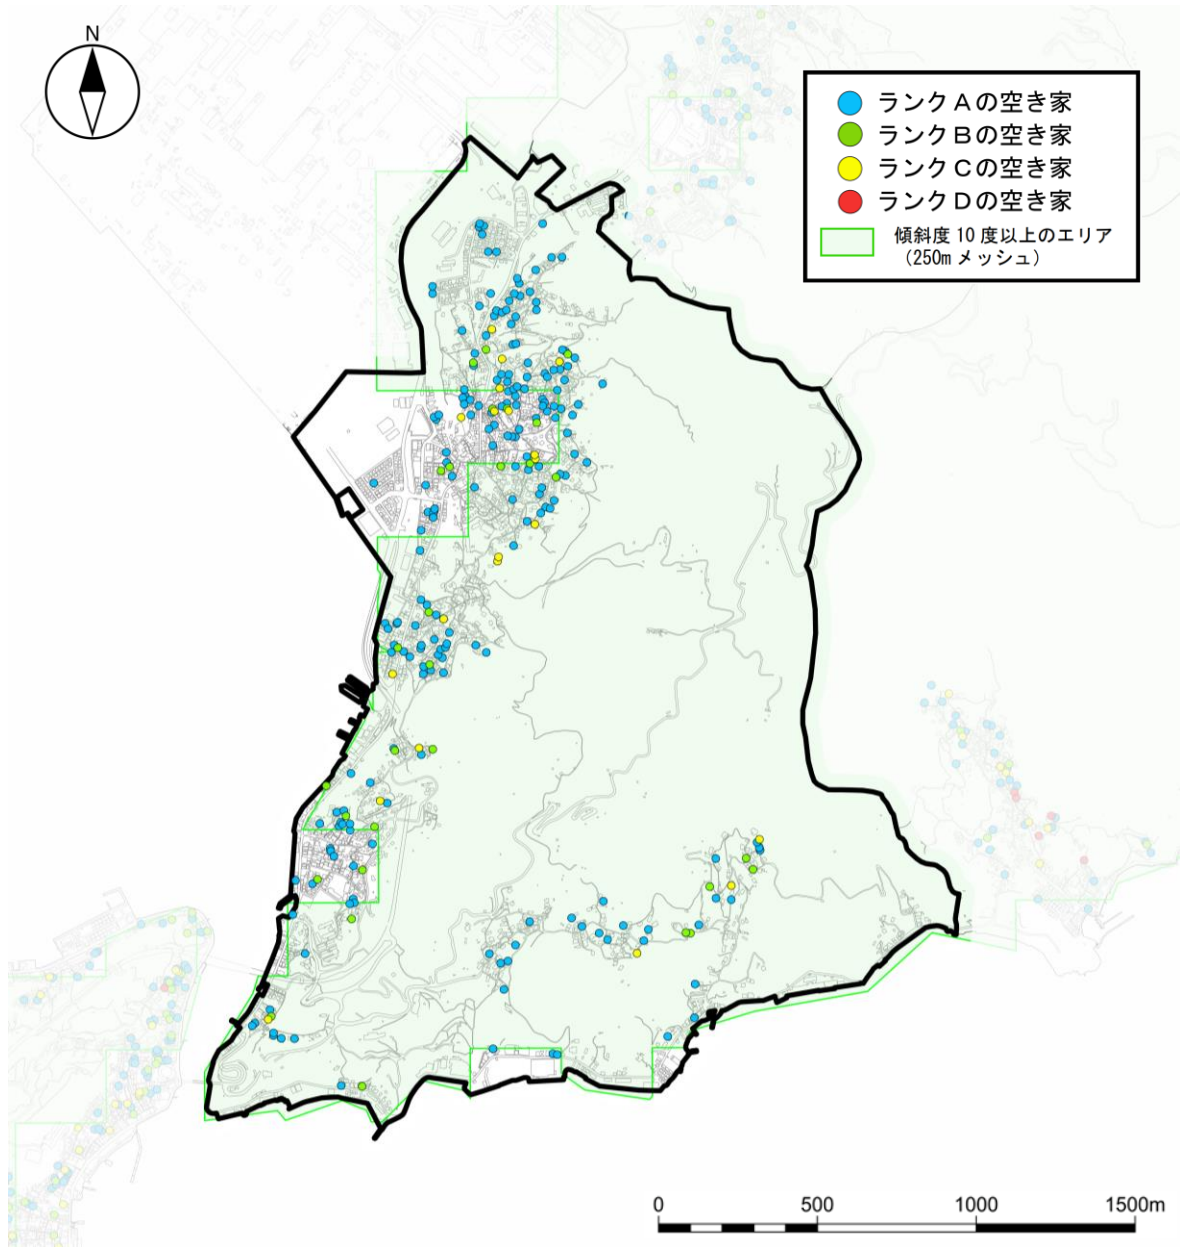 N
ランクAの空き家
ランクBの空き家
ランクCの空き家
ランクDの空き家
傾斜度 10 度以上のエリア
(250m メッシュ)
0 500 1000 1500m